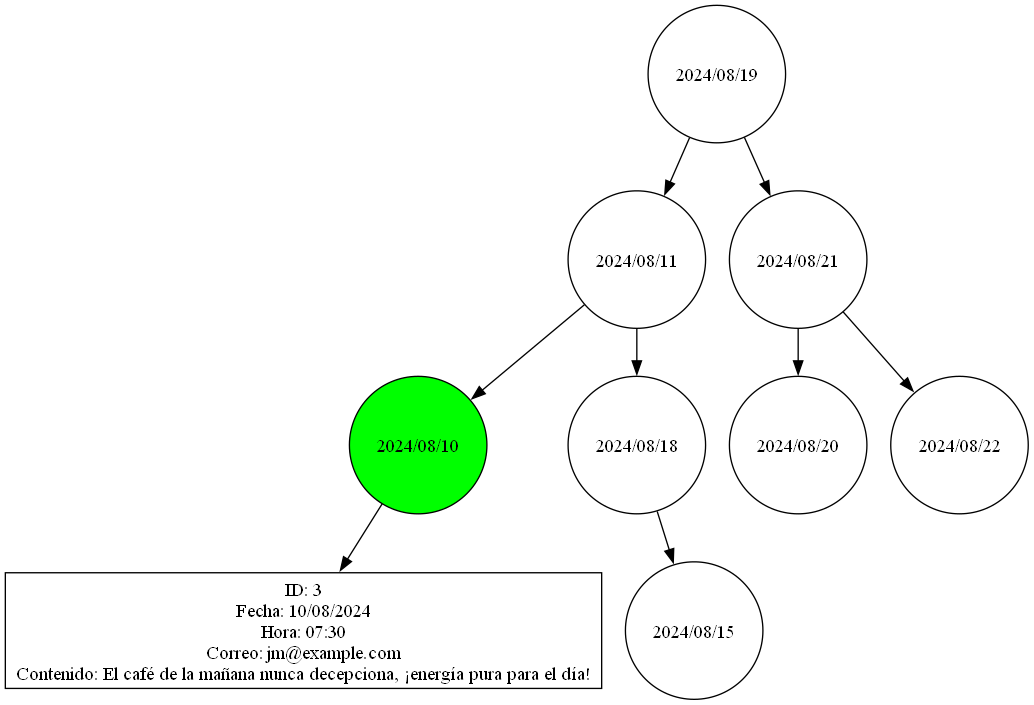 2024/08/19
2024/08/11
2024/08/21
2024/08/10
2024/08/18
2024/08/20
2024/08/22
ID: 3
Fecha: 10/08/2024
Hora: 07:30
Correo: jm@example.com
Contenido: El café de la mañana nunca decepciona, ¡energía pura para el día!
2024/08/15